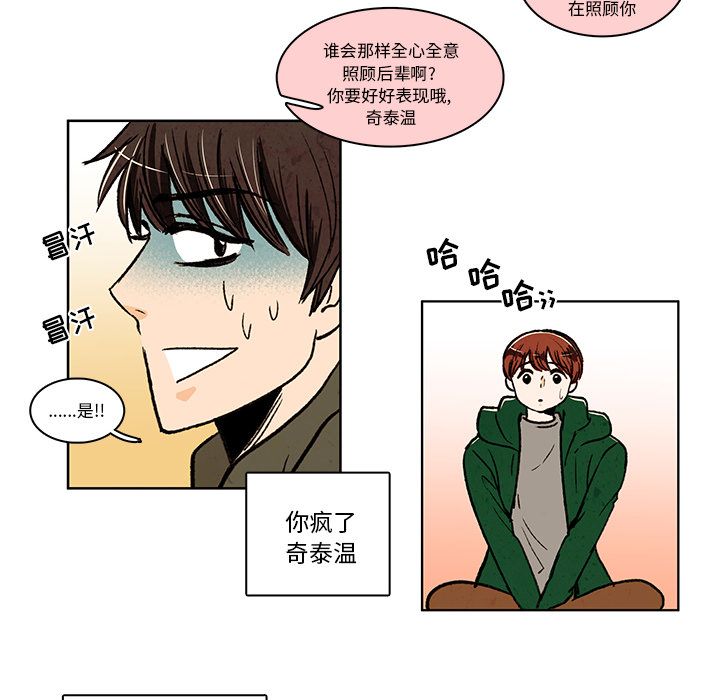 在照顾你
谁会那样全心全意
照顾后辈啊?
你要好好表现哦,
奇泰温
冒汗
冒汗
......是!!
哈
哈
哈
你疯了
奇泰温